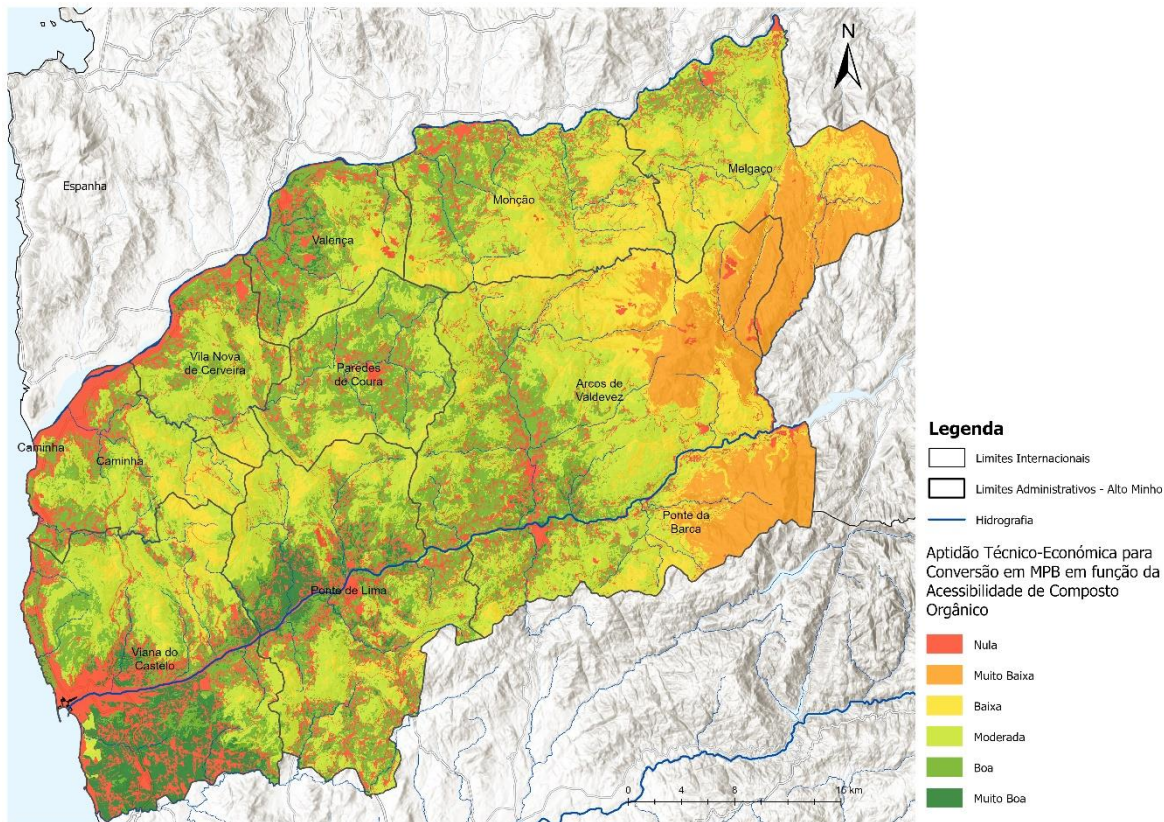 N
Espanha
Melgaço
Monção
Valença
Vila Nova
de Cerveira
Paredes
de Coura
Arcos de
Valdevez
Caminha
Caminha
Ponte da
Barca
Ponte de Lima
Viana do
Castelo
0 4 8 16 km
Legenda
Limites Internacionais
Limites Administrativos - Alto Minho
Hidrografia
Aptidão Técnico-Económica para
Conversão em MPB em função da
Acessibilidade de Composto
Orgânico
Nula
Muito Baixa
Baixa
Moderada
Boa
Muito Boa